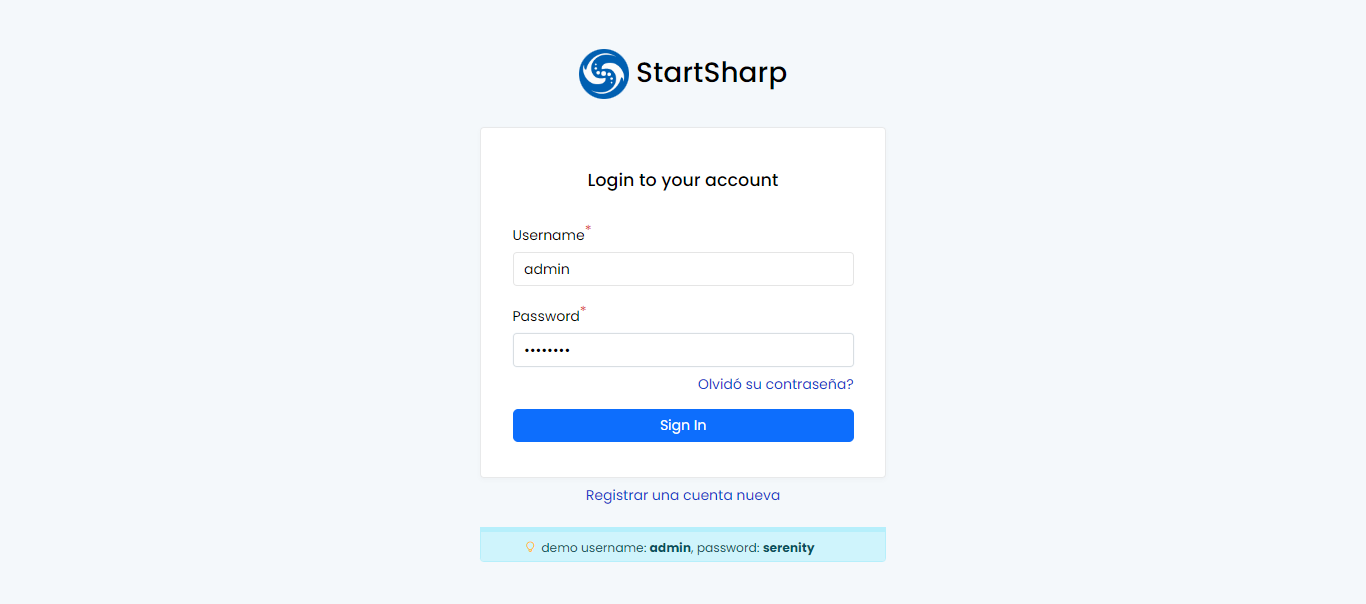 StartSharp
Login to your account
Username*
admin
Password*
••••••••
Olvidó su contraseña?
Sign In
Registrar una cuenta nueva
demo username: admin, password: serenity